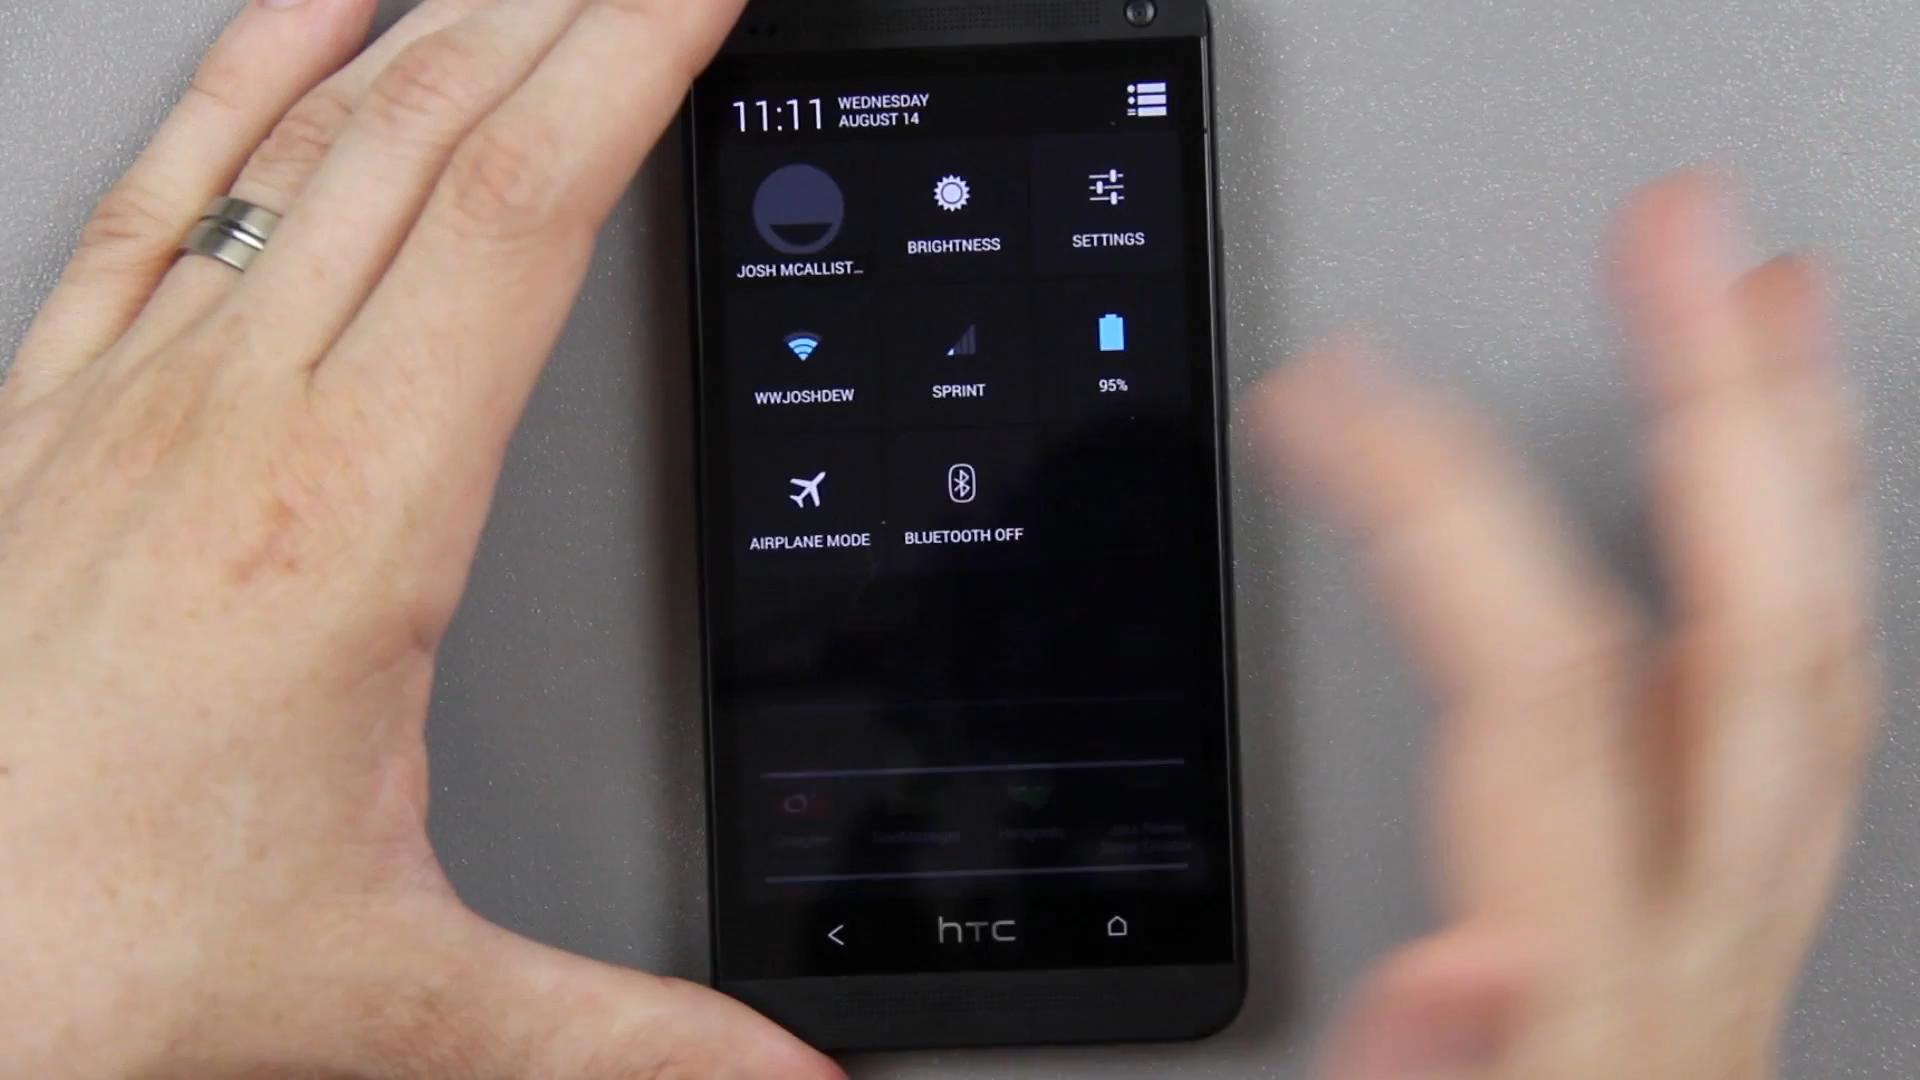 11:11
WEDNESDAY
AUGUST 14
JOSH MCALLIST...
BRIGHTNESS
SETTINGS
WWJOSHDEW
SPRINT
95%
AIRPLANE MODE
BLUETOOTH OFF
hTC